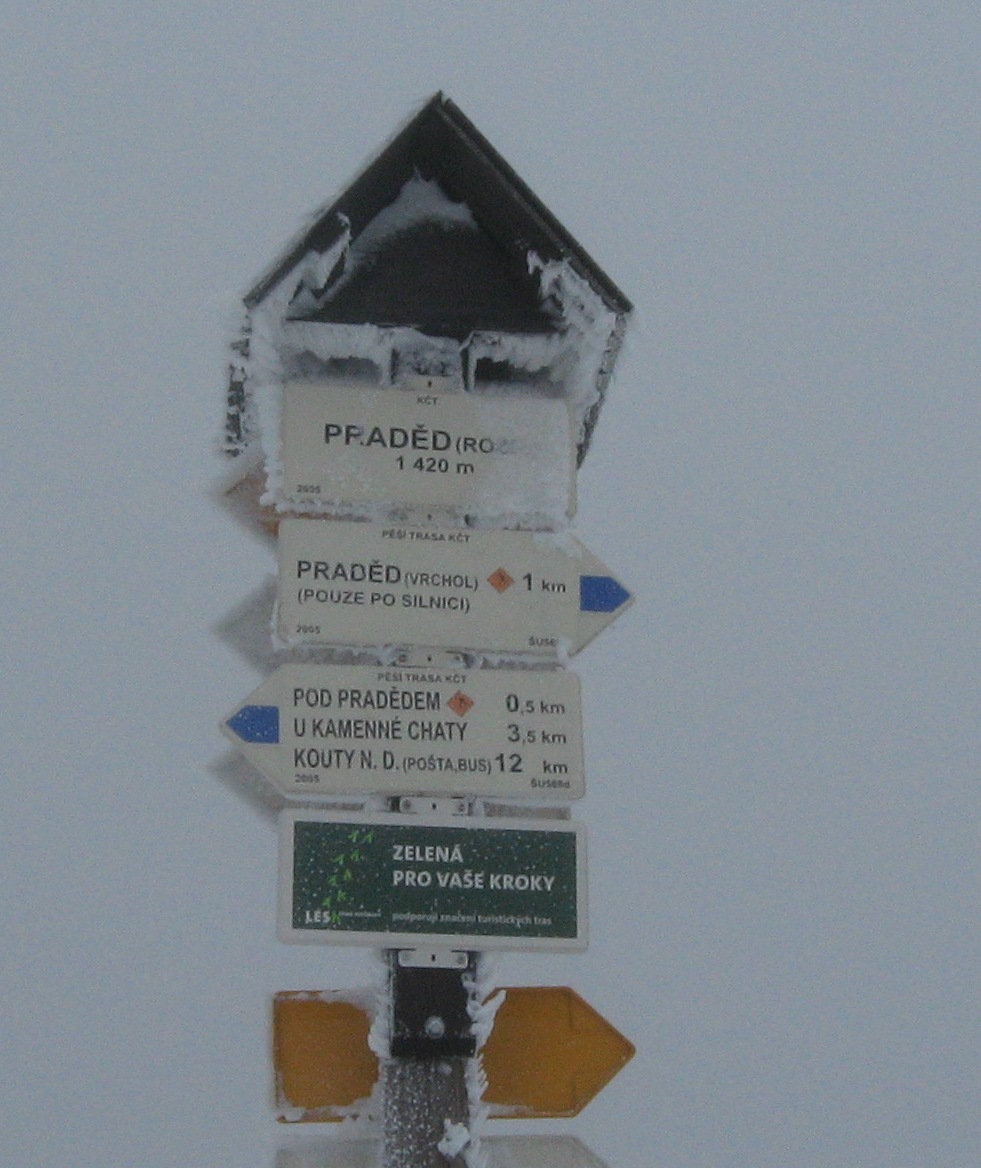 KČT
PRADĚD
1 420 m
2005
PĚŠÍ TRASA KČT
PRADĚD (VRCHOL) 1 km
(POUZE PO SILNICI)
2005
PĚŠÍ TRASA KČT
POD PRADĚDEM 0,5 km
U KAMENNÉ CHATY 3,5 km
KOUTY N. D. (POŠTA,BUS) 12 km
2005
ZELENÁ
PRO VAŠE KROKY
LES
podporují značení turistických tras